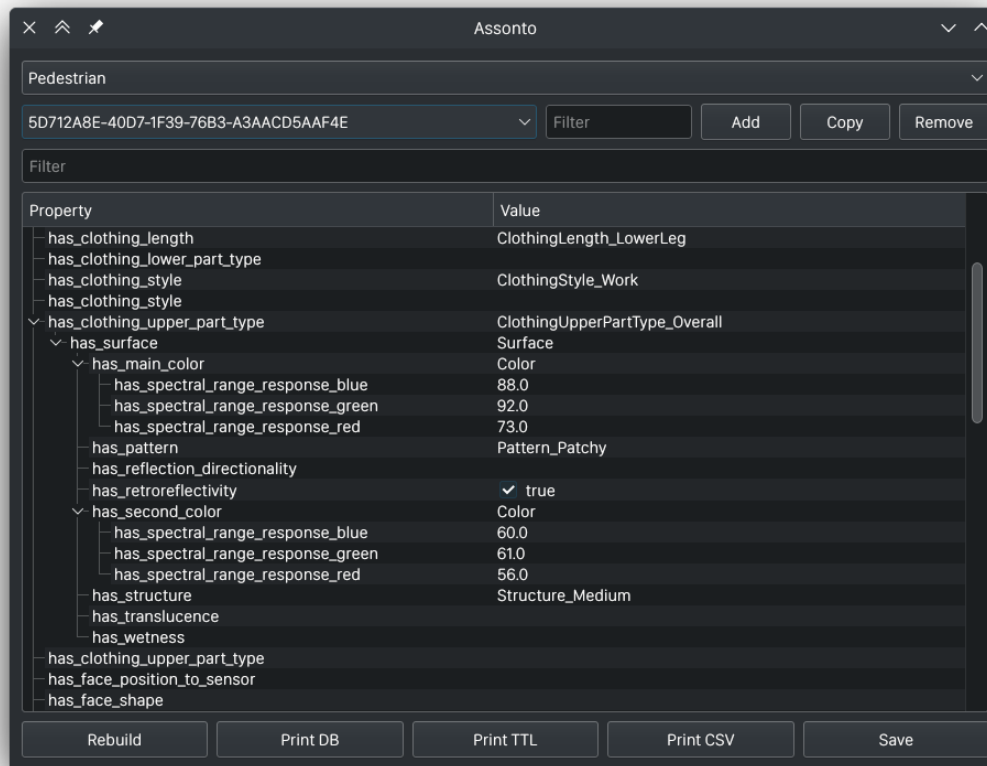 Assonto
Pedestrian
5D712A8E-40D7-1F39-76B3-A3AACD5AAF4E Filter Add Copy Remove
Filter
Property Value
has_clothing_length ClothingLength_LowerLeg
has_clothing_lower_part_type
has_clothing_style ClothingStyle_Work
has_clothing_style
has_clothing_upper_part_type ClothingUpperPartType_Overall
has_surface Surface
has_main_color Color
has_spectral_range_response_blue 88.0
has_spectral_range_response_green 92.0
has_spectral_range_response_red 73.0
has_pattern Pattern_Patchy
has_reflection_directionality
has_retroreflectivity true
has_second_color Color
has_spectral_range_response_blue 60.0
has_spectral_range_response_green 61.0
has_spectral_range_response_red 56.0
has_structure Structure_Medium
has_translucence
has_wetness
has_clothing_upper_part_type
has_face_position_to_sensor
has_face_shape
Rebuild Print DB Print TTL Print CSV Save